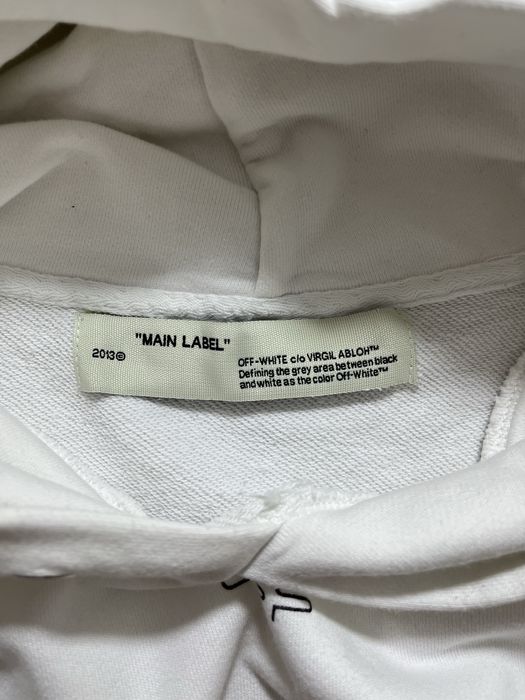 "MAIN LABEL"
2013©
OFF-WHITE c/o VIRGIL ABLOH™
Defining the grey area between black
and white as the color Off-White™